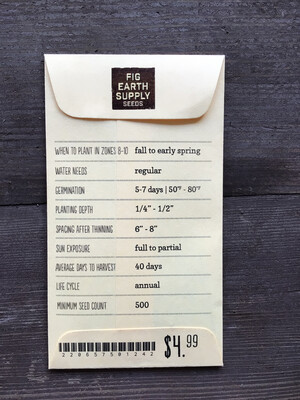 FIG
EARTH
SUPPLY
SEEDS
WHEN TO PLANT IN ZONES 8-10 fall to early spring
WATER NEEDS regular
GERMINATION 5-7 days | 50°F - 80°F
PLANTING DEPTH 1/4" - 1/2"
SPACING AFTER THINNING 6" - 8"
SUN EXPOSURE full to partial
AVERAGE DAYS TO HARVEST 40 days
LIFE CYCLE annual
MINIMUM SEED COUNT 500
$4.99